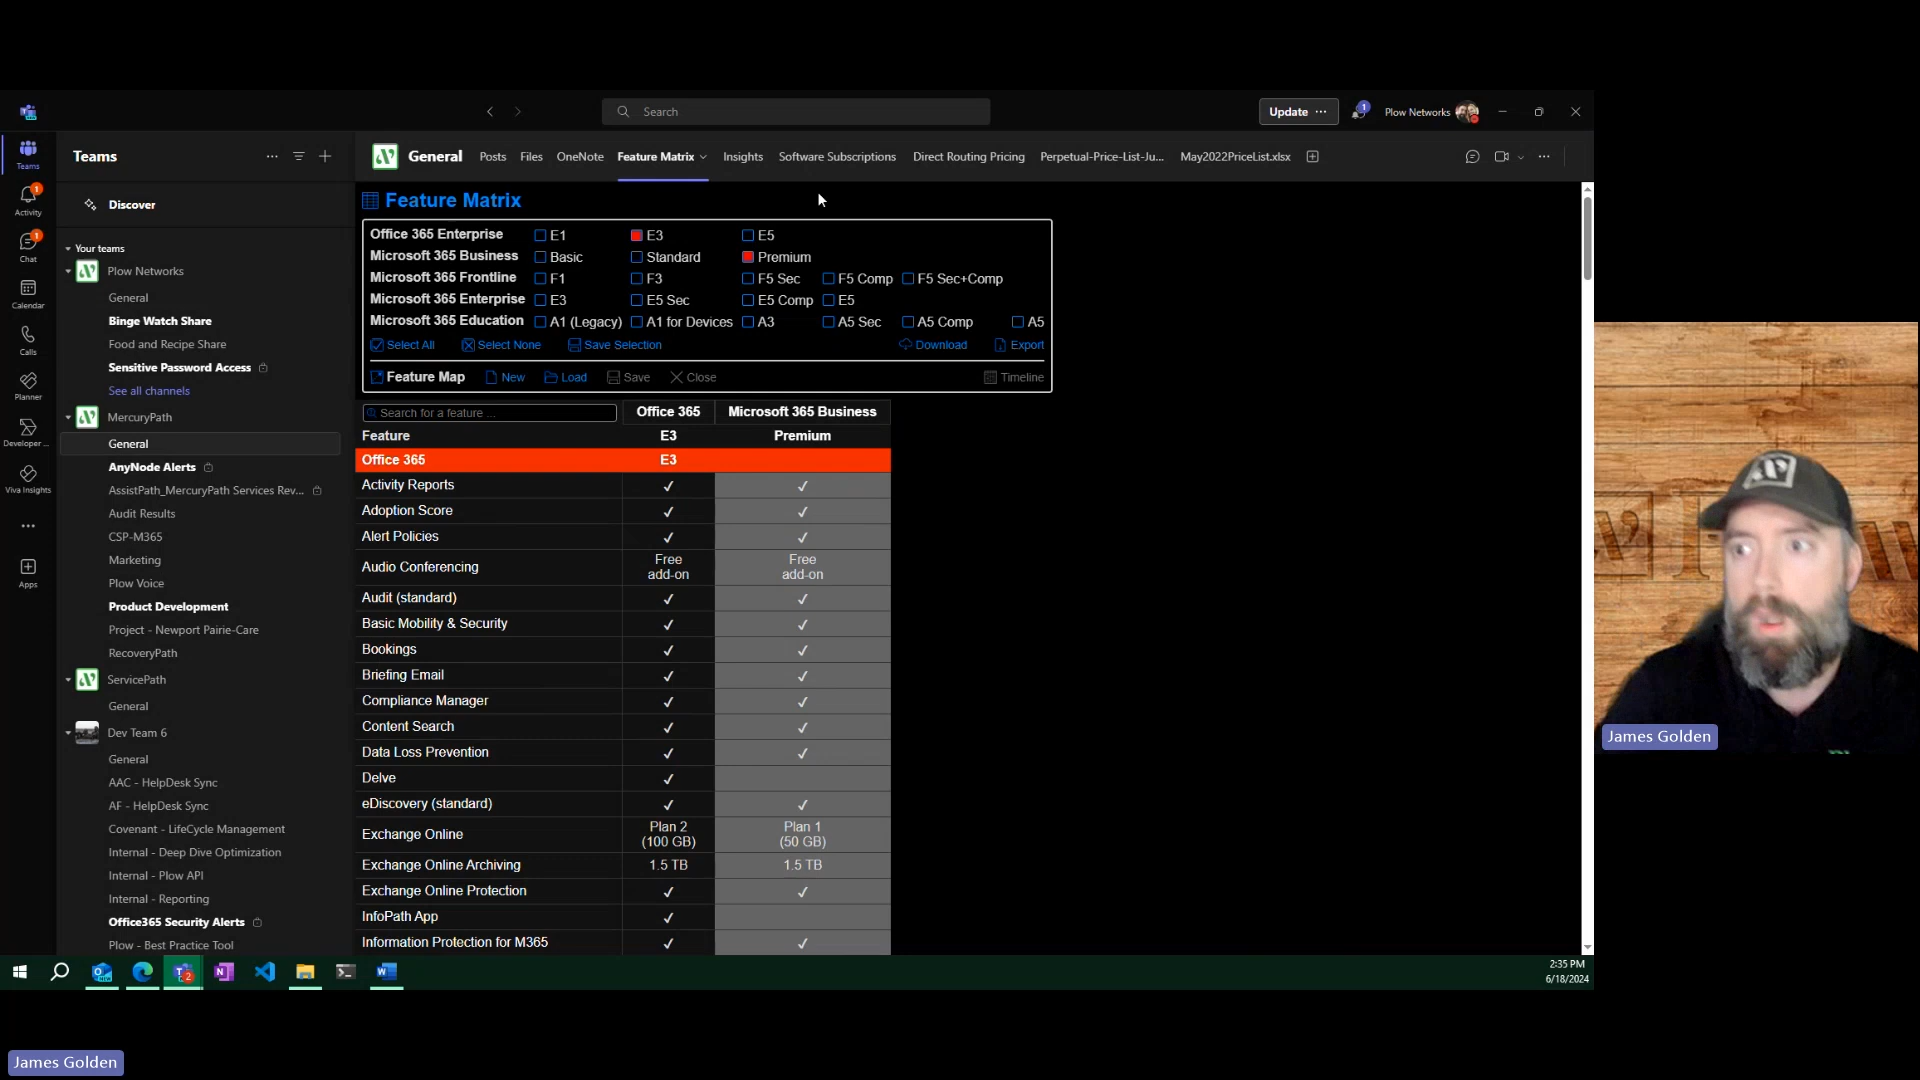 Search
Update
1
Plow Networks
Teams
Activity
1
Chat
1
Calendar
Calls
Planner
Developer ...
Viva Insights
Apps
Teams
Discover
Your teams
Plow Networks
General
Binge Watch Share
Food and Recipe Share
Sensitive Password Access
See all channels
MercuryPath
General
AnyNode Alerts
AssistPath_MercuryPath Services Rev...
Audit Results
CSP-M365
Marketing
Plow Voice
Product Development
Project - Newport Pairie-Care
RecoveryPath
ServicePath
General
Dev Team 6
General
AAC - HelpDesk Sync
AF - HelpDesk Sync
Covenant - LifeCycle Management
Internal - Deep Dive Optimization
Internal - Plow API
Internal - Reporting
Office365 Security Alerts
Plow - Best Practice Tool
General Posts Files OneNote Feature Matrix Insights Software Subscriptions Direct Routing Pricing Perpetual-Price-List-Ju... May2022PriceList.xlsx
Feature Matrix
Office 365 Enterprise E1 E3 E5
Microsoft 365 Business Basic Standard Premium
Microsoft 365 Frontline F1 F3 F5 Sec F5 Comp F5 Sec+Comp
Microsoft 365 Enterprise E3 E5 Sec E5 Comp E5
Microsoft 365 Education A1 (Legacy) A1 for Devices A3 A5 Sec A5 Comp A5
Select All Select None Save Selection Download Export
Feature Map New Load Save Close Timeline
Search for a feature ... Office 365 Microsoft 365 Business
Feature E3 Premium
Office 365 E3
Activity Reports ✓ ✓
Adoption Score ✓ ✓
Alert Policies ✓ ✓
Audio Conferencing Free add-on Free add-on
Audit (standard) ✓ ✓
Basic Mobility & Security ✓ ✓
Bookings ✓ ✓
Briefing Email ✓ ✓
Compliance Manager ✓ ✓
Content Search ✓ ✓
Data Loss Prevention ✓ ✓
Delve ✓
eDiscovery (standard) ✓ ✓
Exchange Online Plan 2 (100 GB) Plan 1 (50 GB)
Exchange Online Archiving 1.5 TB 1.5 TB
Exchange Online Protection ✓ ✓
InfoPath App ✓
Information Protection for M365 ✓ ✓
2:35 PM
6/18/2024
James Golden
James Golden